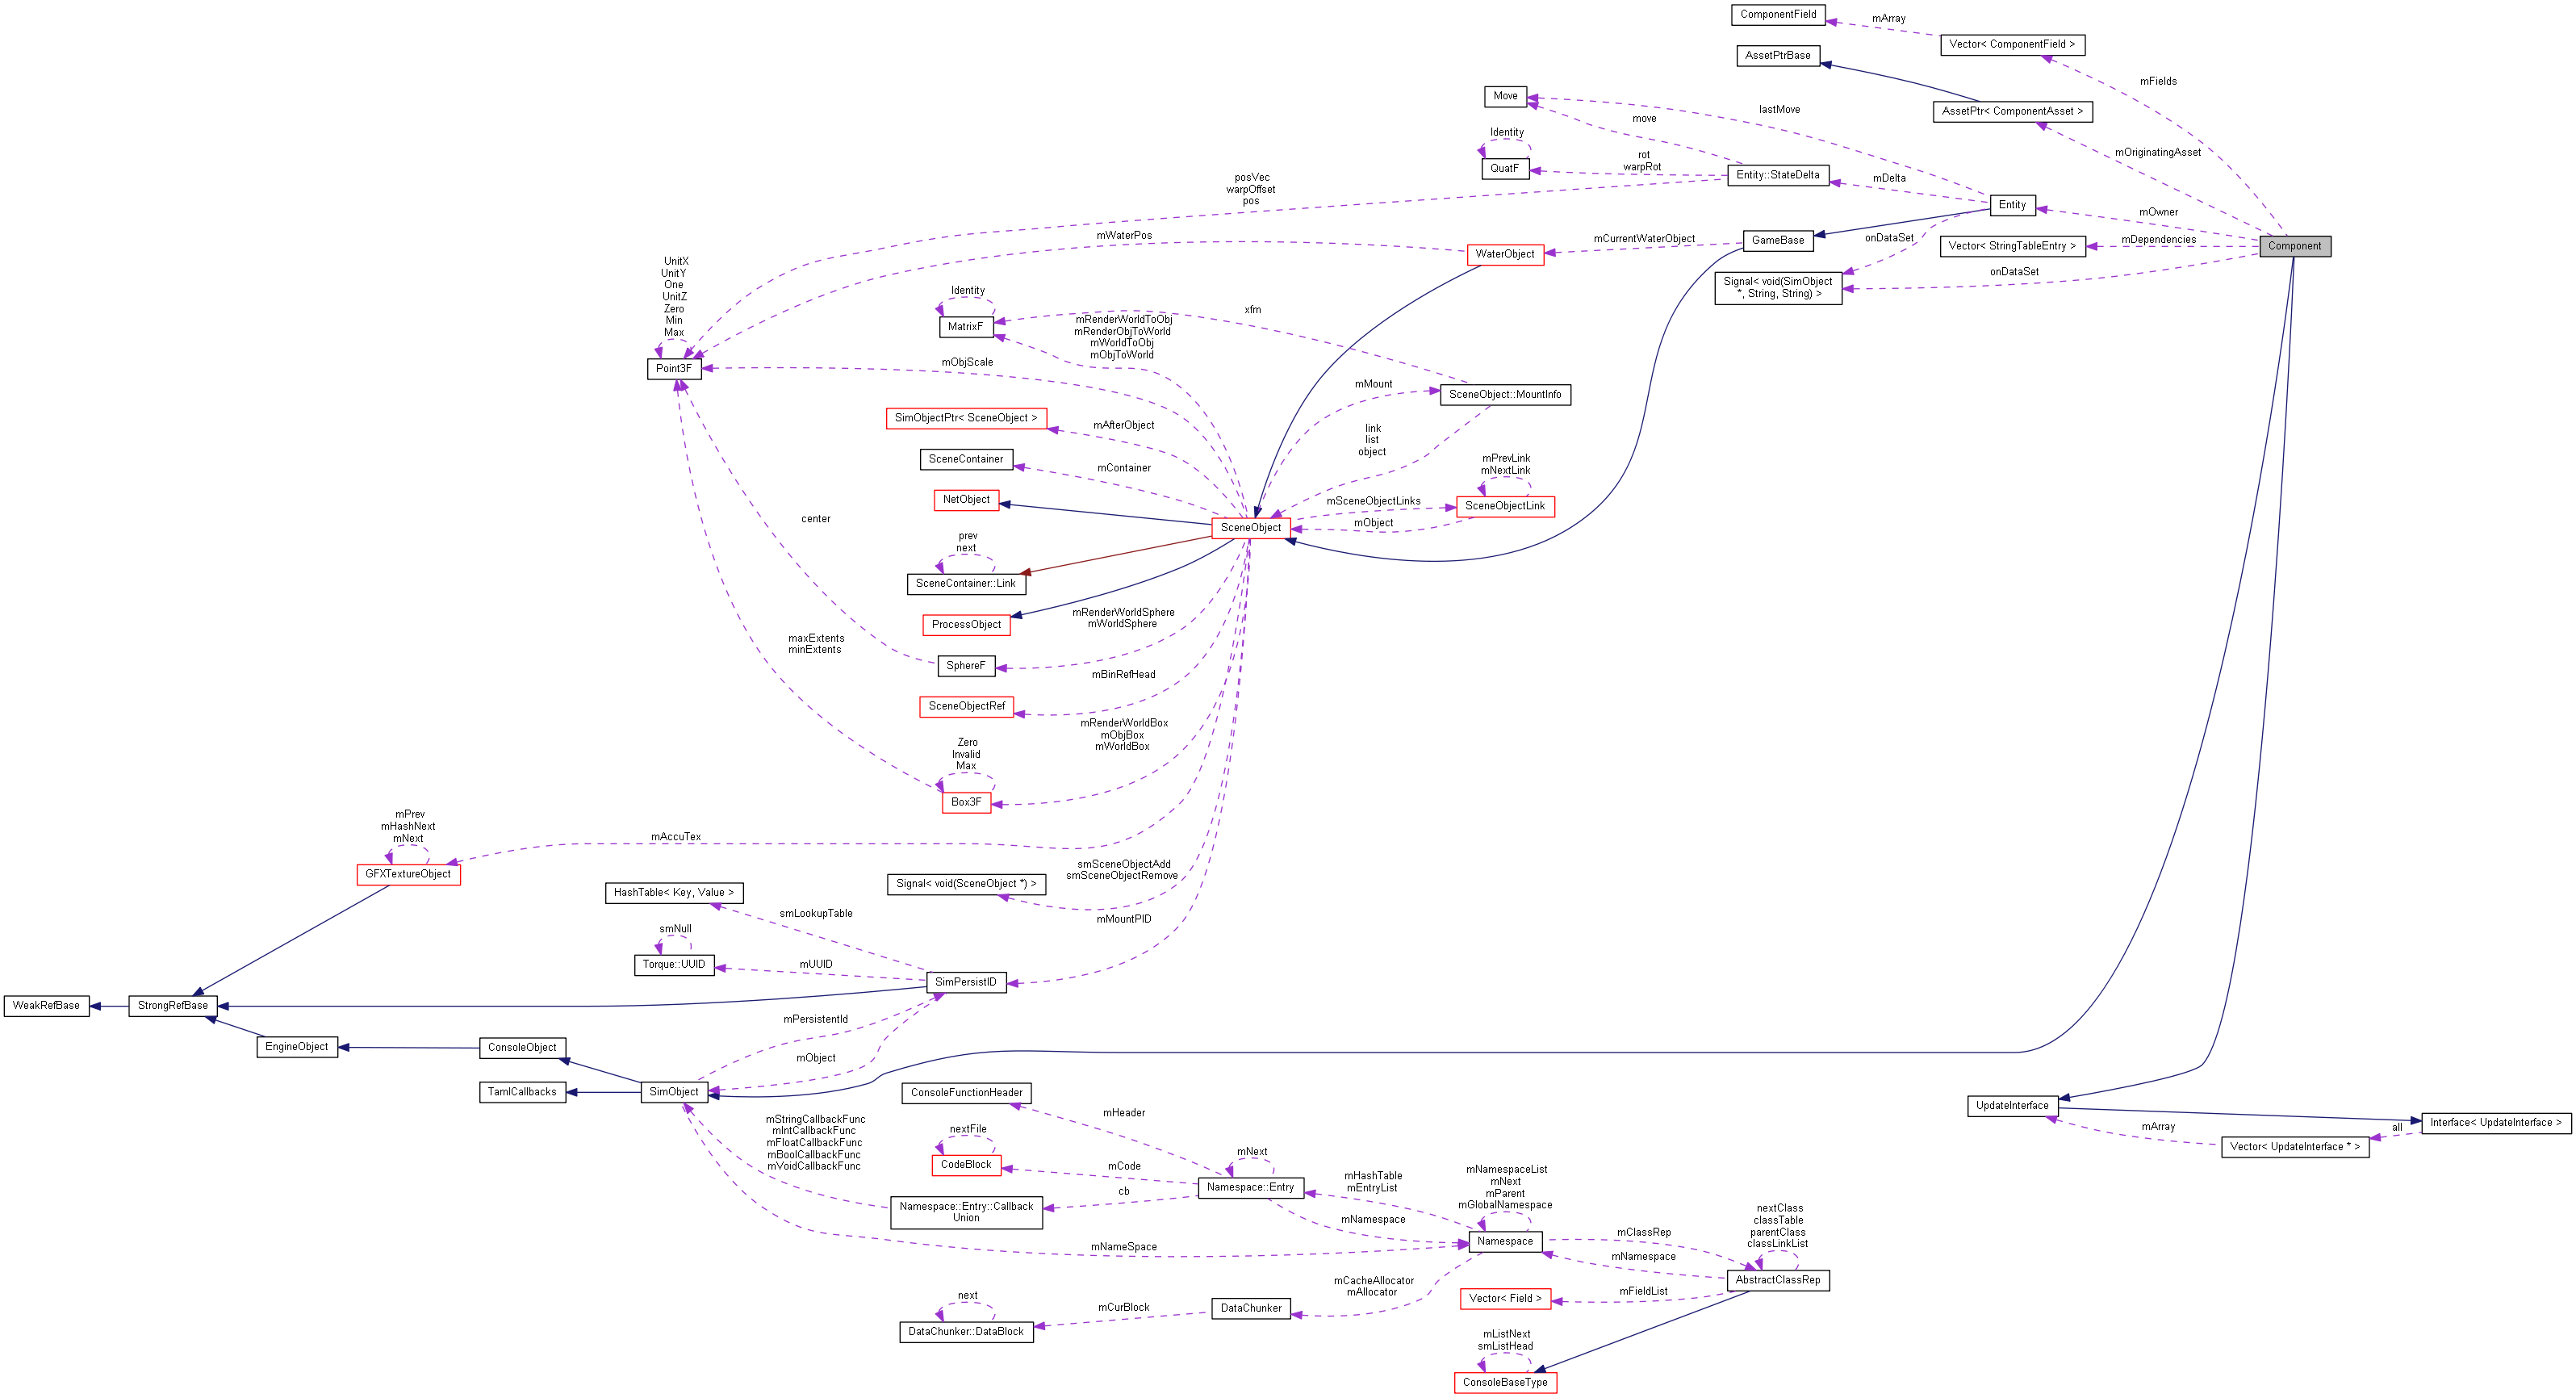 ComponentField
mArray
Vector< ComponentField >
AssetPtrBase
mFields
Move
lastMove
AssetPtr< ComponentAsset >
move
Identity
QuatF
rot
warpRot
Entity::StateDelta
mOriginatingAsset
mDelta
posVec
warpOffset
pos
Entity
mOwner
mWaterPos
mCurrentWaterObject
GameBase
onDataSet
Vector< StringTableEntry >
mDependencies
Component
WaterObject
UnitX
UnitY
One
UnitZ
Zero
Min
Max
onDataSet
Signal< void(SimObject
*, String, String) >
Identity
MatrixF
xfm
mRenderWorldToObj
mRenderObjToWorld
mWorldToObj
mObjToWorld
Point3F
mObjScale
mMount
SceneObject::MountInfo
SimObjectPtr< SceneObject >
mAfterObject
link
list
object
SceneContainer
mContainer
mPrevLink
mNextLink
NetObject
mSceneObjectLinks
SceneObjectLink
center
SceneObject
mObject
prev
next
SceneContainer::Link
ProcessObject
mRenderWorldSphere
mWorldSphere
maxExtents
minExtents
SphereF
mBinRefHead
SceneObjectRef
mRenderWorldBox
mObjBox
mWorldBox
Zero
Invalid
Max
Box3F
mPrev
mHashNext
mNext
mAccuTex
GFXTextureObject
smSceneObjectAdd
smSceneObjectRemove
Signal< void(SceneObject *) >
HashTable< Key, Value >
smLookupTable
mMountPID
smNull
Torque::UUID
mUUID
SimPersistID
WeakRefBase
StrongRefBase
mPersistentId
EngineObject
ConsoleObject
mObject
TamlCallbacks
SimObject
ConsoleFunctionHeader
mHeader
UpdateInterface
mArray
all
Interface< UpdateInterface >
Vector< UpdateInterface * >
mStringCallbackFunc
mIntCallbackFunc
mFloatCallbackFunc
mBoolCallbackFunc
mVoidCallbackFunc
nextFile
CodeBlock
mCode
mNext
Namespace::Entry
cb
mHashTable
mEntryList
mNamespaceList
mNext
mParent
mGlobalNamespace
Namespace::Entry::Callback
Union
mNamespace
mNameSpace
Namespace
mClassRep
nextClass
classTable
parentClass
classLinkList
mNamespace
AbstractClassRep
mCacheAllocator
mAllocator
Vector< Field >
mFieldList
next
mCurBlock
DataChunker
DataChunker::DataBlock
mListNext
smListHead
ConsoleBaseType